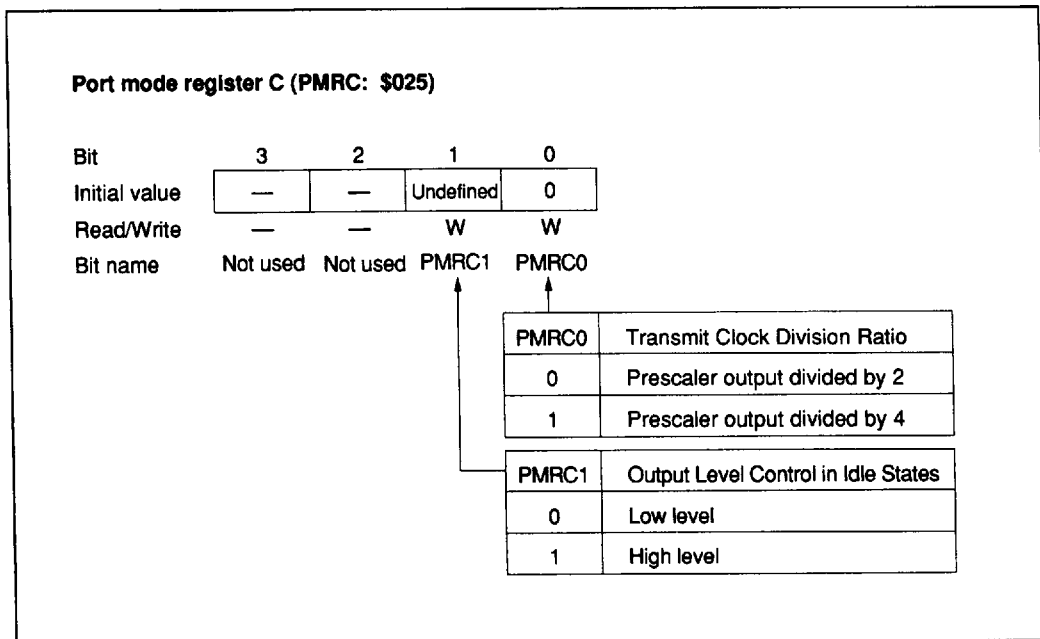 Port mode register C (PMRC: $025)
Bit 3 2 1 0
Initial value — — Undefined 0
Read/Write — — W W
Bit name Not used Not used PMRC1 PMRC0
PMRC0 Transmit Clock Division Ratio
0 Prescaler output divided by 2
1 Prescaler output divided by 4
PMRC1 Output Level Control in Idle States
0 Low level
1 High level